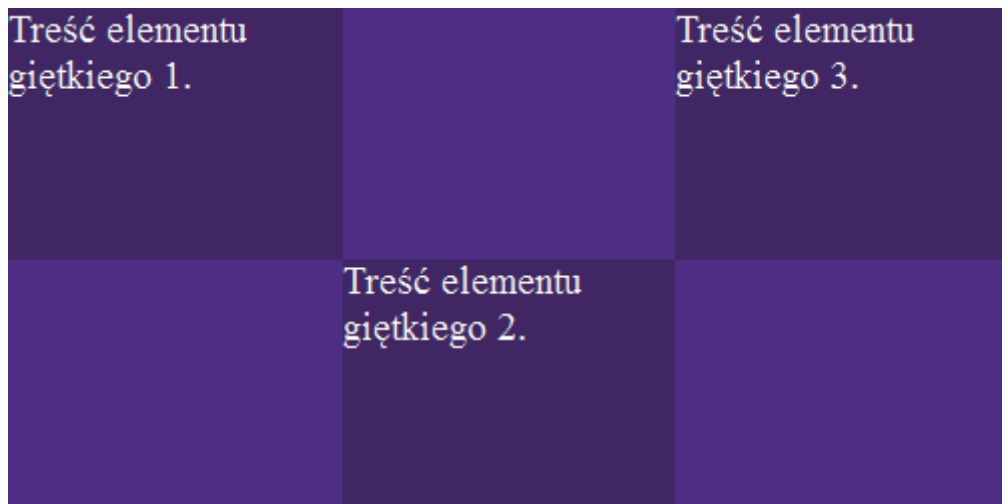 Treść elementu
giętkiego 1.
Treść elementu
giętkiego 3.
Treść elementu
giętkiego 2.